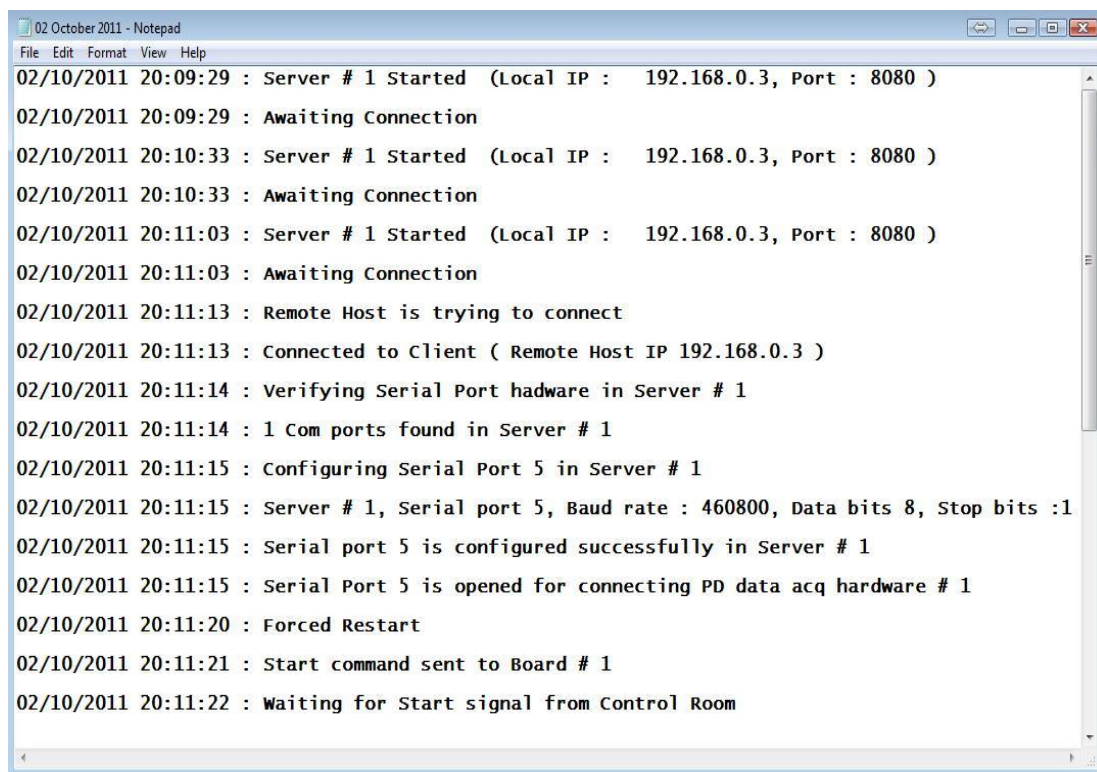 02 October 2011 - Notepad
File Edit Format View Help
02/10/2011 20:09:29 : Server # 1 Started (Local IP : 192.168.0.3, Port : 8080 )
02/10/2011 20:09:29 : Awaiting Connection
02/10/2011 20:10:33 : Server # 1 Started (Local IP : 192.168.0.3, Port : 8080 )
02/10/2011 20:10:33 : Awaiting Connection
02/10/2011 20:11:03 : Server # 1 Started (Local IP : 192.168.0.3, Port : 8080 )
02/10/2011 20:11:03 : Awaiting Connection
02/10/2011 20:11:13 : Remote Host is trying to connect
02/10/2011 20:11:13 : Connected to Client ( Remote Host IP 192.168.0.3 )
02/10/2011 20:11:14 : Verifying Serial Port hadware in Server # 1
02/10/2011 20:11:14 : 1 Com ports found in Server # 1
02/10/2011 20:11:15 : Configuring Serial Port 5 in Server # 1
02/10/2011 20:11:15 : Server # 1, Serial port 5, Baud rate : 460800, Data bits 8, Stop bits :1
02/10/2011 20:11:15 : Serial port 5 is configured successfully in Server # 1
02/10/2011 20:11:15 : Serial Port 5 is opened for connecting PD data acq hardware # 1
02/10/2011 20:11:20 : Forced Restart
02/10/2011 20:11:21 : Start command sent to Board # 1
02/10/2011 20:11:22 : Waiting for Start signal from Control Room